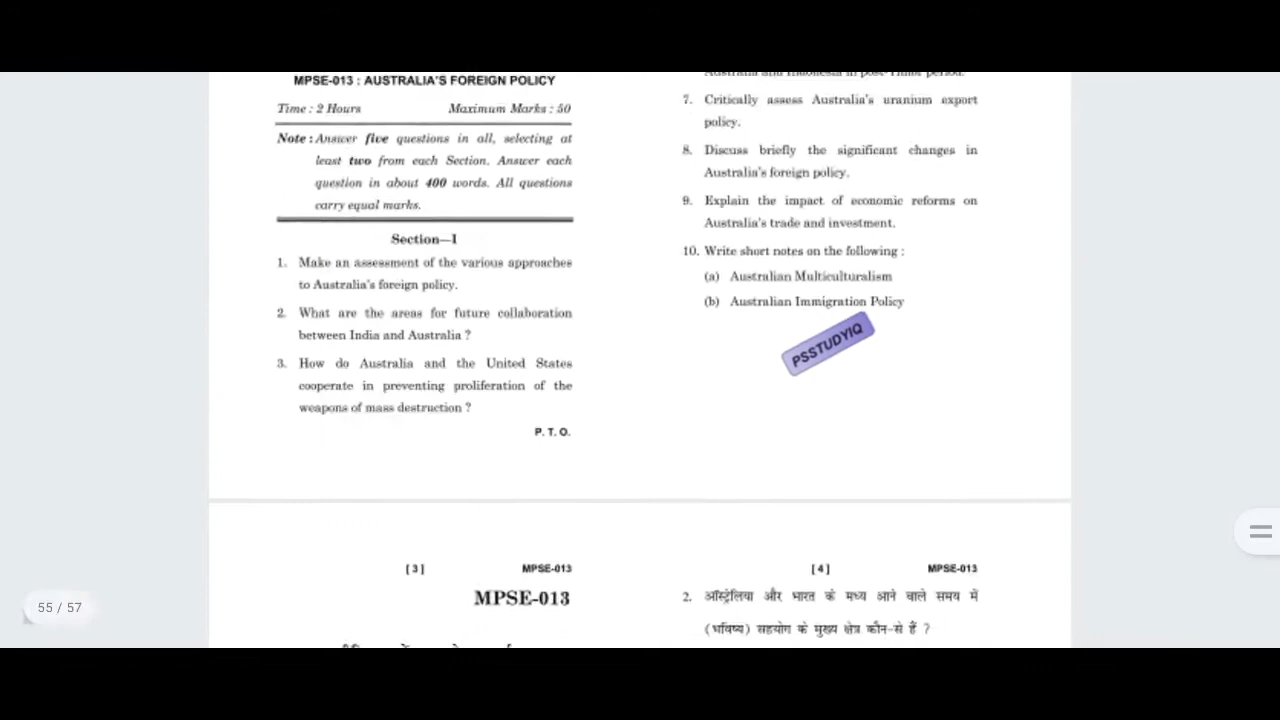 MPSE-013 : AUSTRALIA'S FOREIGN POLICY
Time : 2 Hours Maximum Marks : 50
Note : Answer five questions in all, selecting at
least two from each Section. Answer each
question in about 400 words. All questions
carry equal marks.
Section—I
1. Make an assessment of the various approaches
to Australia's foreign policy.
2. What are the areas for future collaboration
between India and Australia ?
3. How do Australia and the United States
cooperate in preventing proliferation of the
weapons of mass destruction ?
P. T. O.
Australia and Indonesia in post-Timor period.
7. Critically assess Australia's uranium export
policy.
8. Discuss briefly the significant changes in
Australia's foreign policy.
9. Explain the impact of economic reforms on
Australia's trade and investment.
10. Write short notes on the following :
(a) Australian Multiculturalism
(b) Australian Immigration Policy
PSSTUDYIQ
[ 3 ] MPSE-013
MPSE-013
[ 4 ] MPSE-013
2. ऑस्ट्रेलिया और भारत के मध्य आने वाले समय में
(भविष्य) सहयोग के मुख्य क्षेत्र कौन-से हैं ?
55 / 57